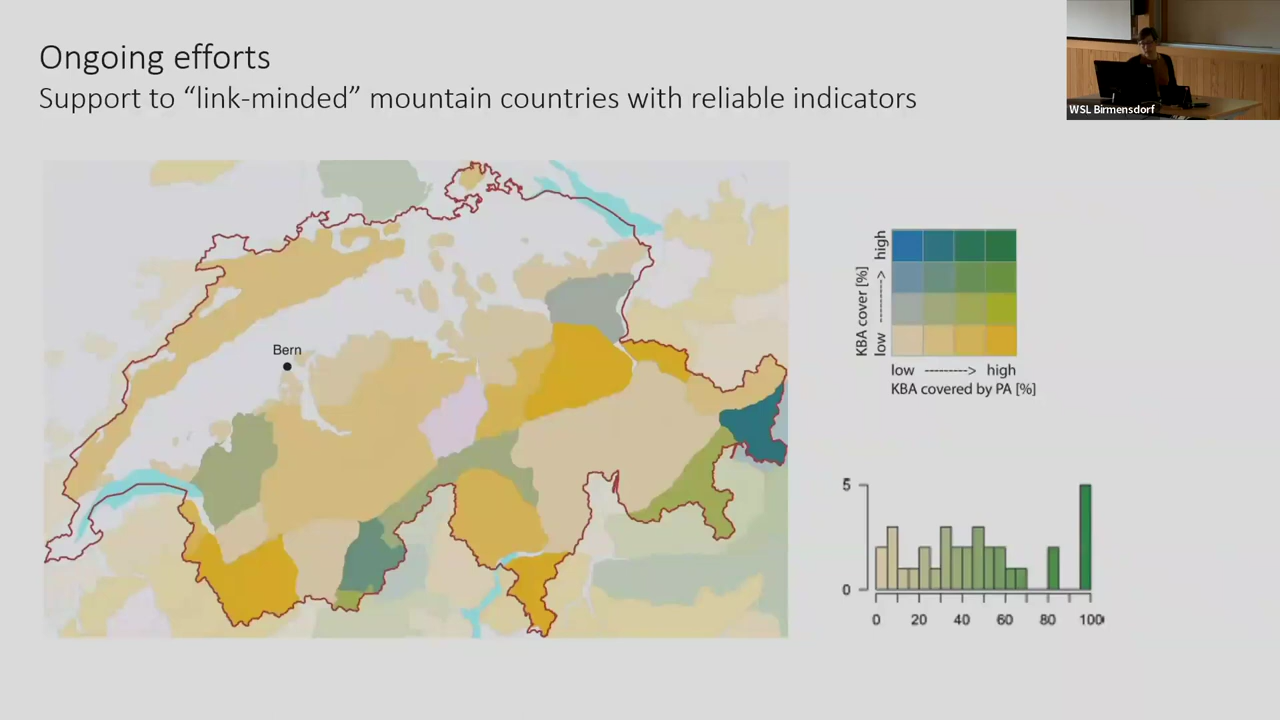 Ongoing efforts
Support to “link-minded” mountain countries with reliable indicators
WSL Birmensdorf
Bern
KBA cover [%]
low --------> high
low --------> high
KBA covered by PA [%]
5
0
0 20 40 60 80 100